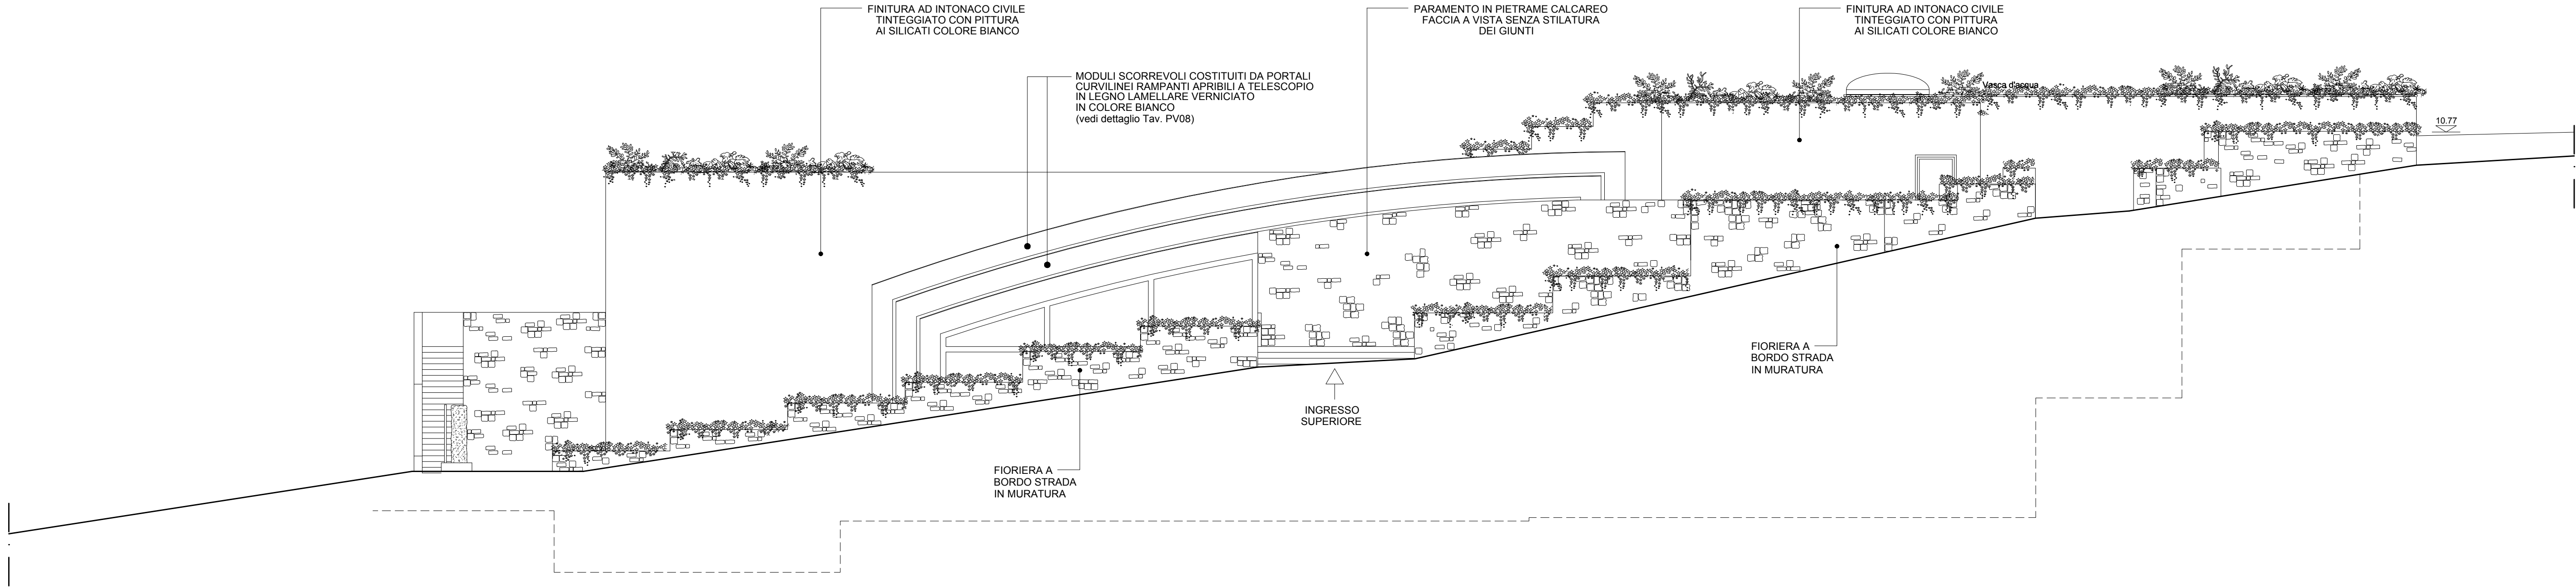 FINITURA AD INTONACO CIVILE
TINTEGGIATO CON PITTURA
AI SILICATI COLORE BIANCO
PARAMENTO IN PIETRAME CALCAREO
FACCIA A VISTA SENZA STILATURA
DEI GIUNTI
FINITURA AD INTONACO CIVILE
TINTEGGIATO CON PITTURA
AI SILICATI COLORE BIANCO
MODULI SCORREVOLI COSTITUITI DA PORTALI
CURVILINEI RAMPANTI APRIBILI A TELESCOPIO
IN LEGNO LAMELLARE VERNICIATO
IN COLORE BIANCO
(vedi dettaglio Tav. PV08)
Vasca d'acqua
10.77
FIORIERA A
BORDO STRADA
IN MURATURA
INGRESSO
SUPERIORE
FIORIERA A
BORDO STRADA
IN MURATURA